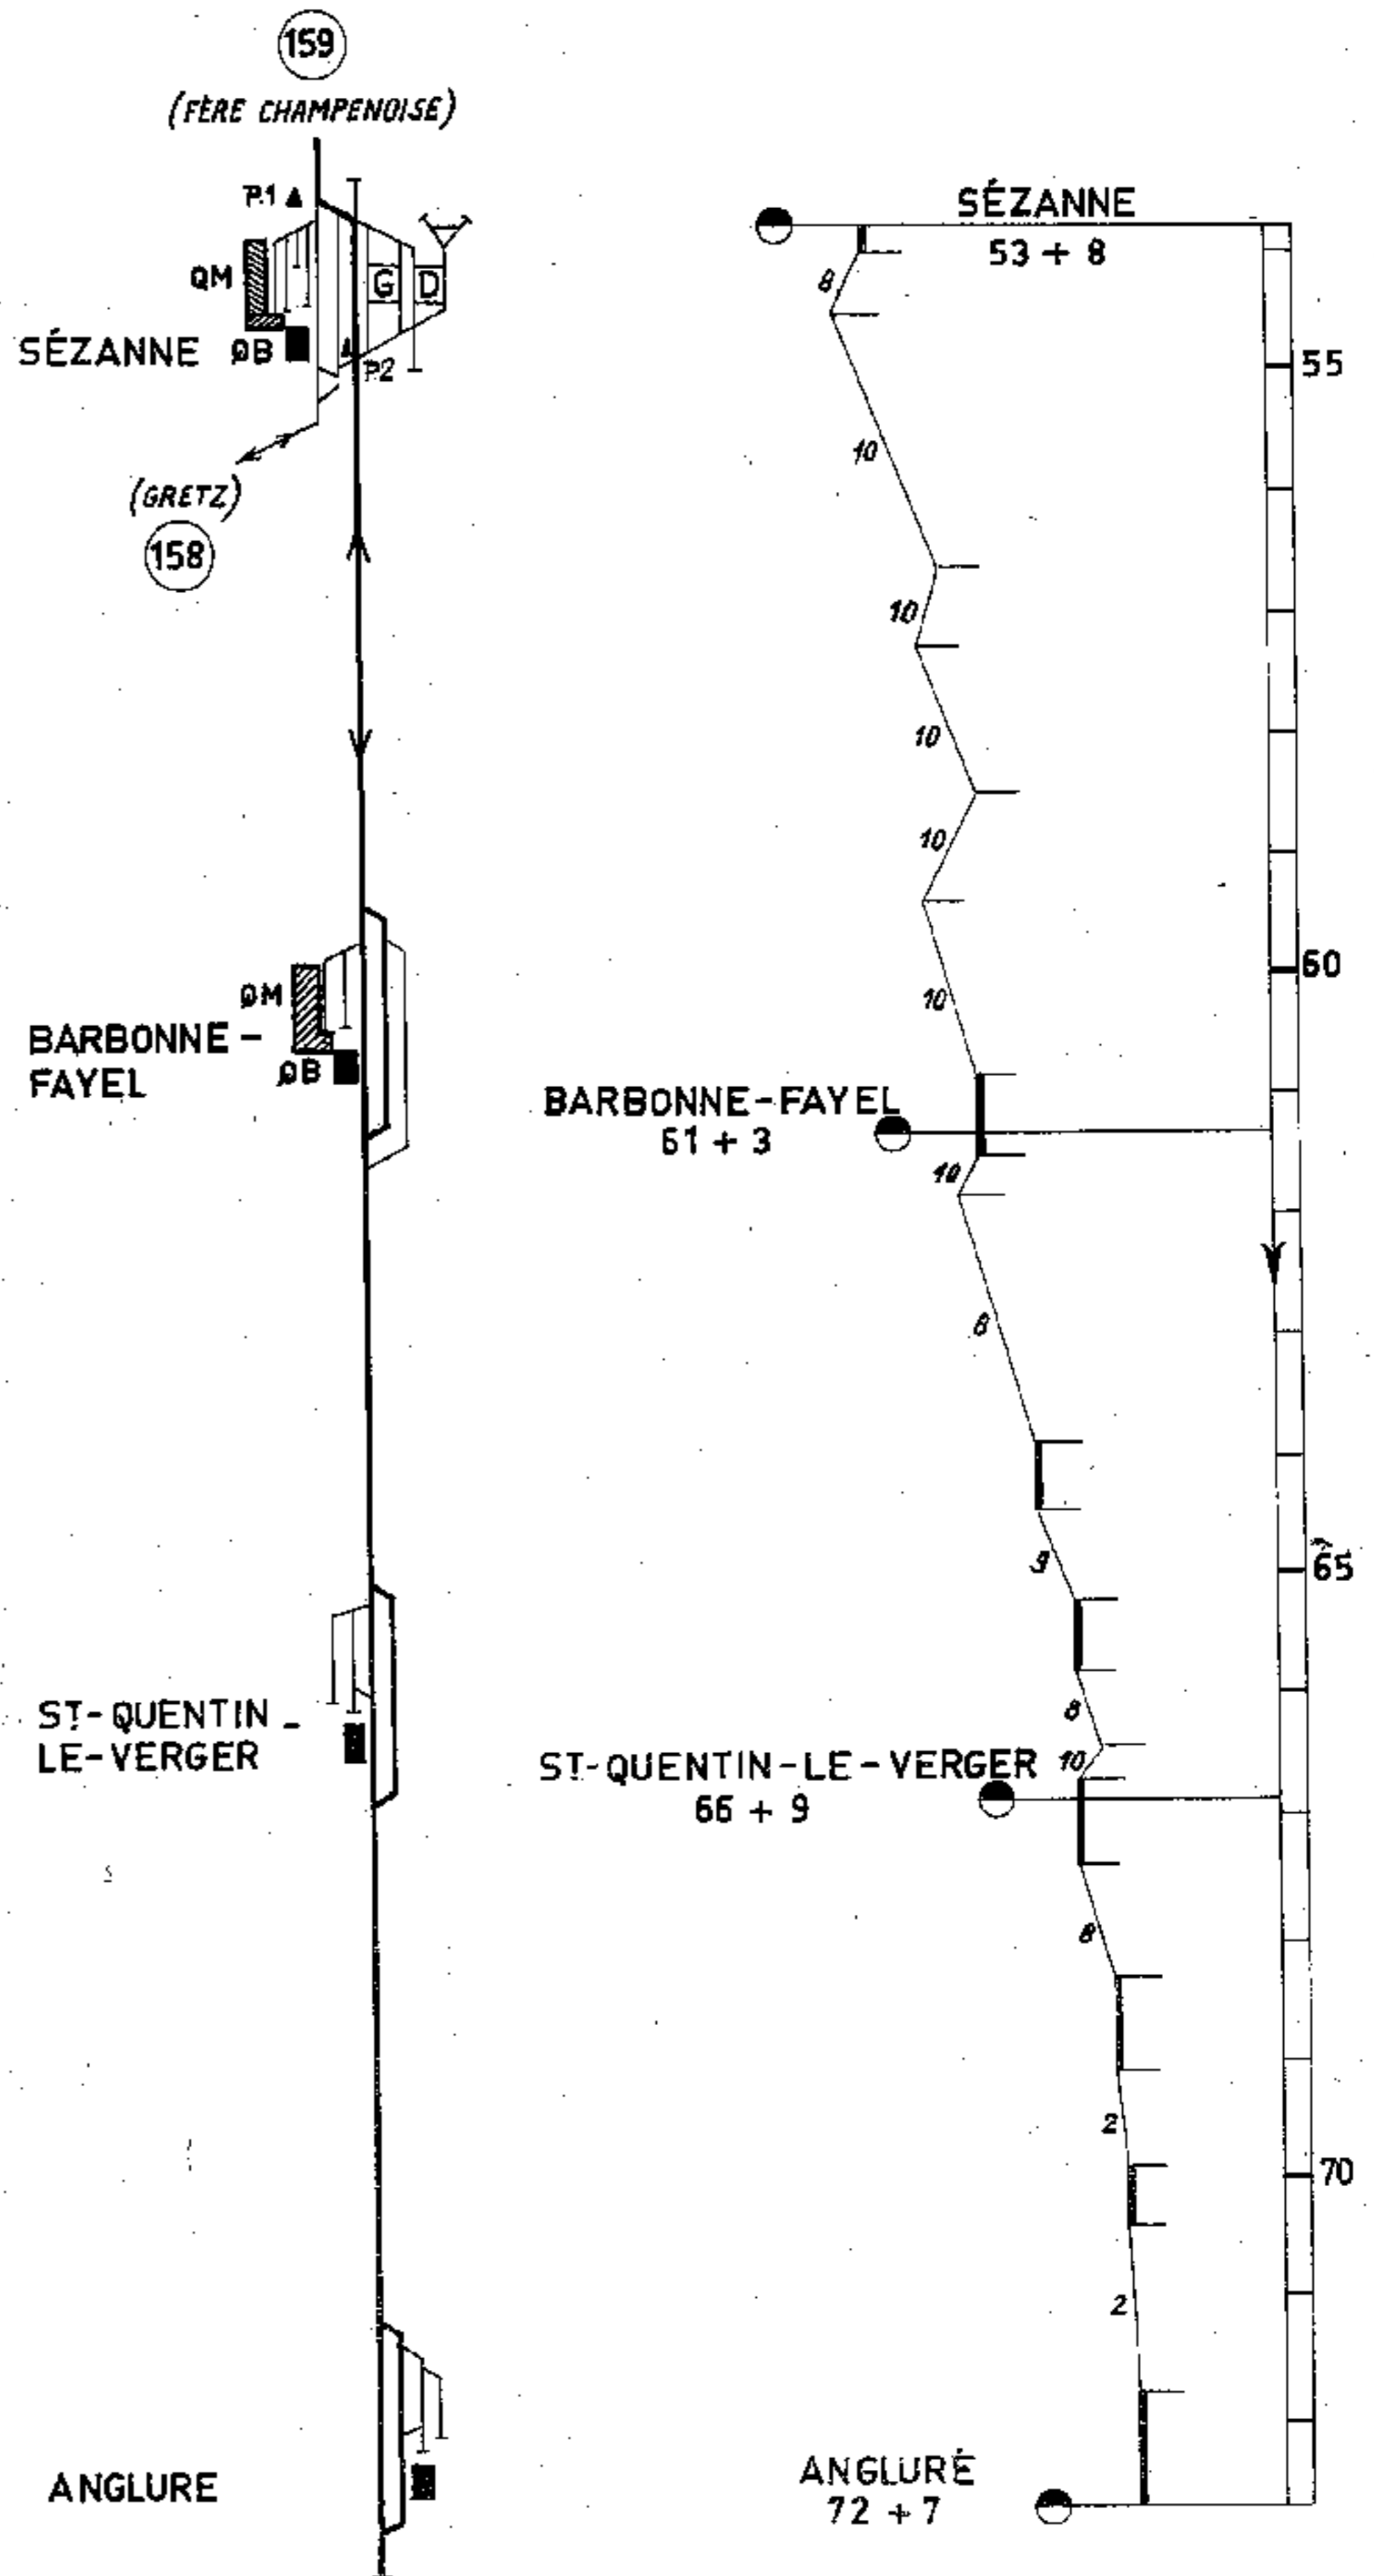 159
(FÈRE CHAMPENOISE)
P.1
QM
G D
SÉZANNE QB
P2
(GRETZ)
158
QM
BARBONNE -
FAYEL
QB
ST-QUENTIN -
LE-VERGER
ANGLURE
SÉZANNE
53 + 8
8
55
10
10
10
10
60
10
BARBONNE-FAYEL
61 + 3
10
8
65
9
8
10
ST-QUENTIN-LE-VERGER
66 + 9
8
2
70
2
ANGLURÉ
72 + 7